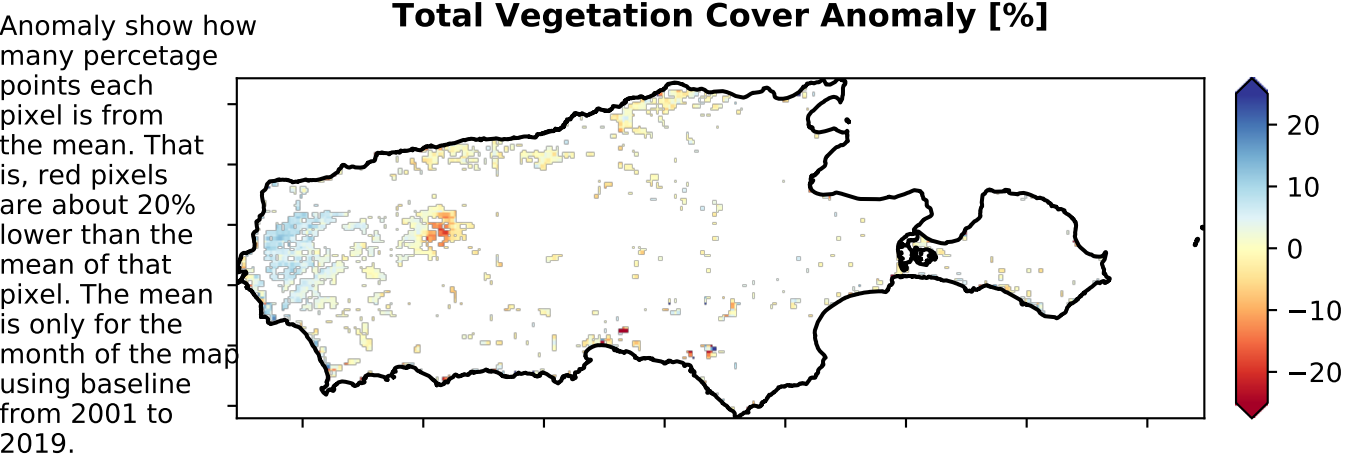 Total Vegetation Cover Anomaly [%]
Anomaly show how
many percetage
points each
pixel is from
the mean. That
is, red pixels
are about 20%
lower than the
mean of that
pixel. The mean
is only for the
month of the map
using baseline
from 2001 to
2019.
20
10
0
−10
−20